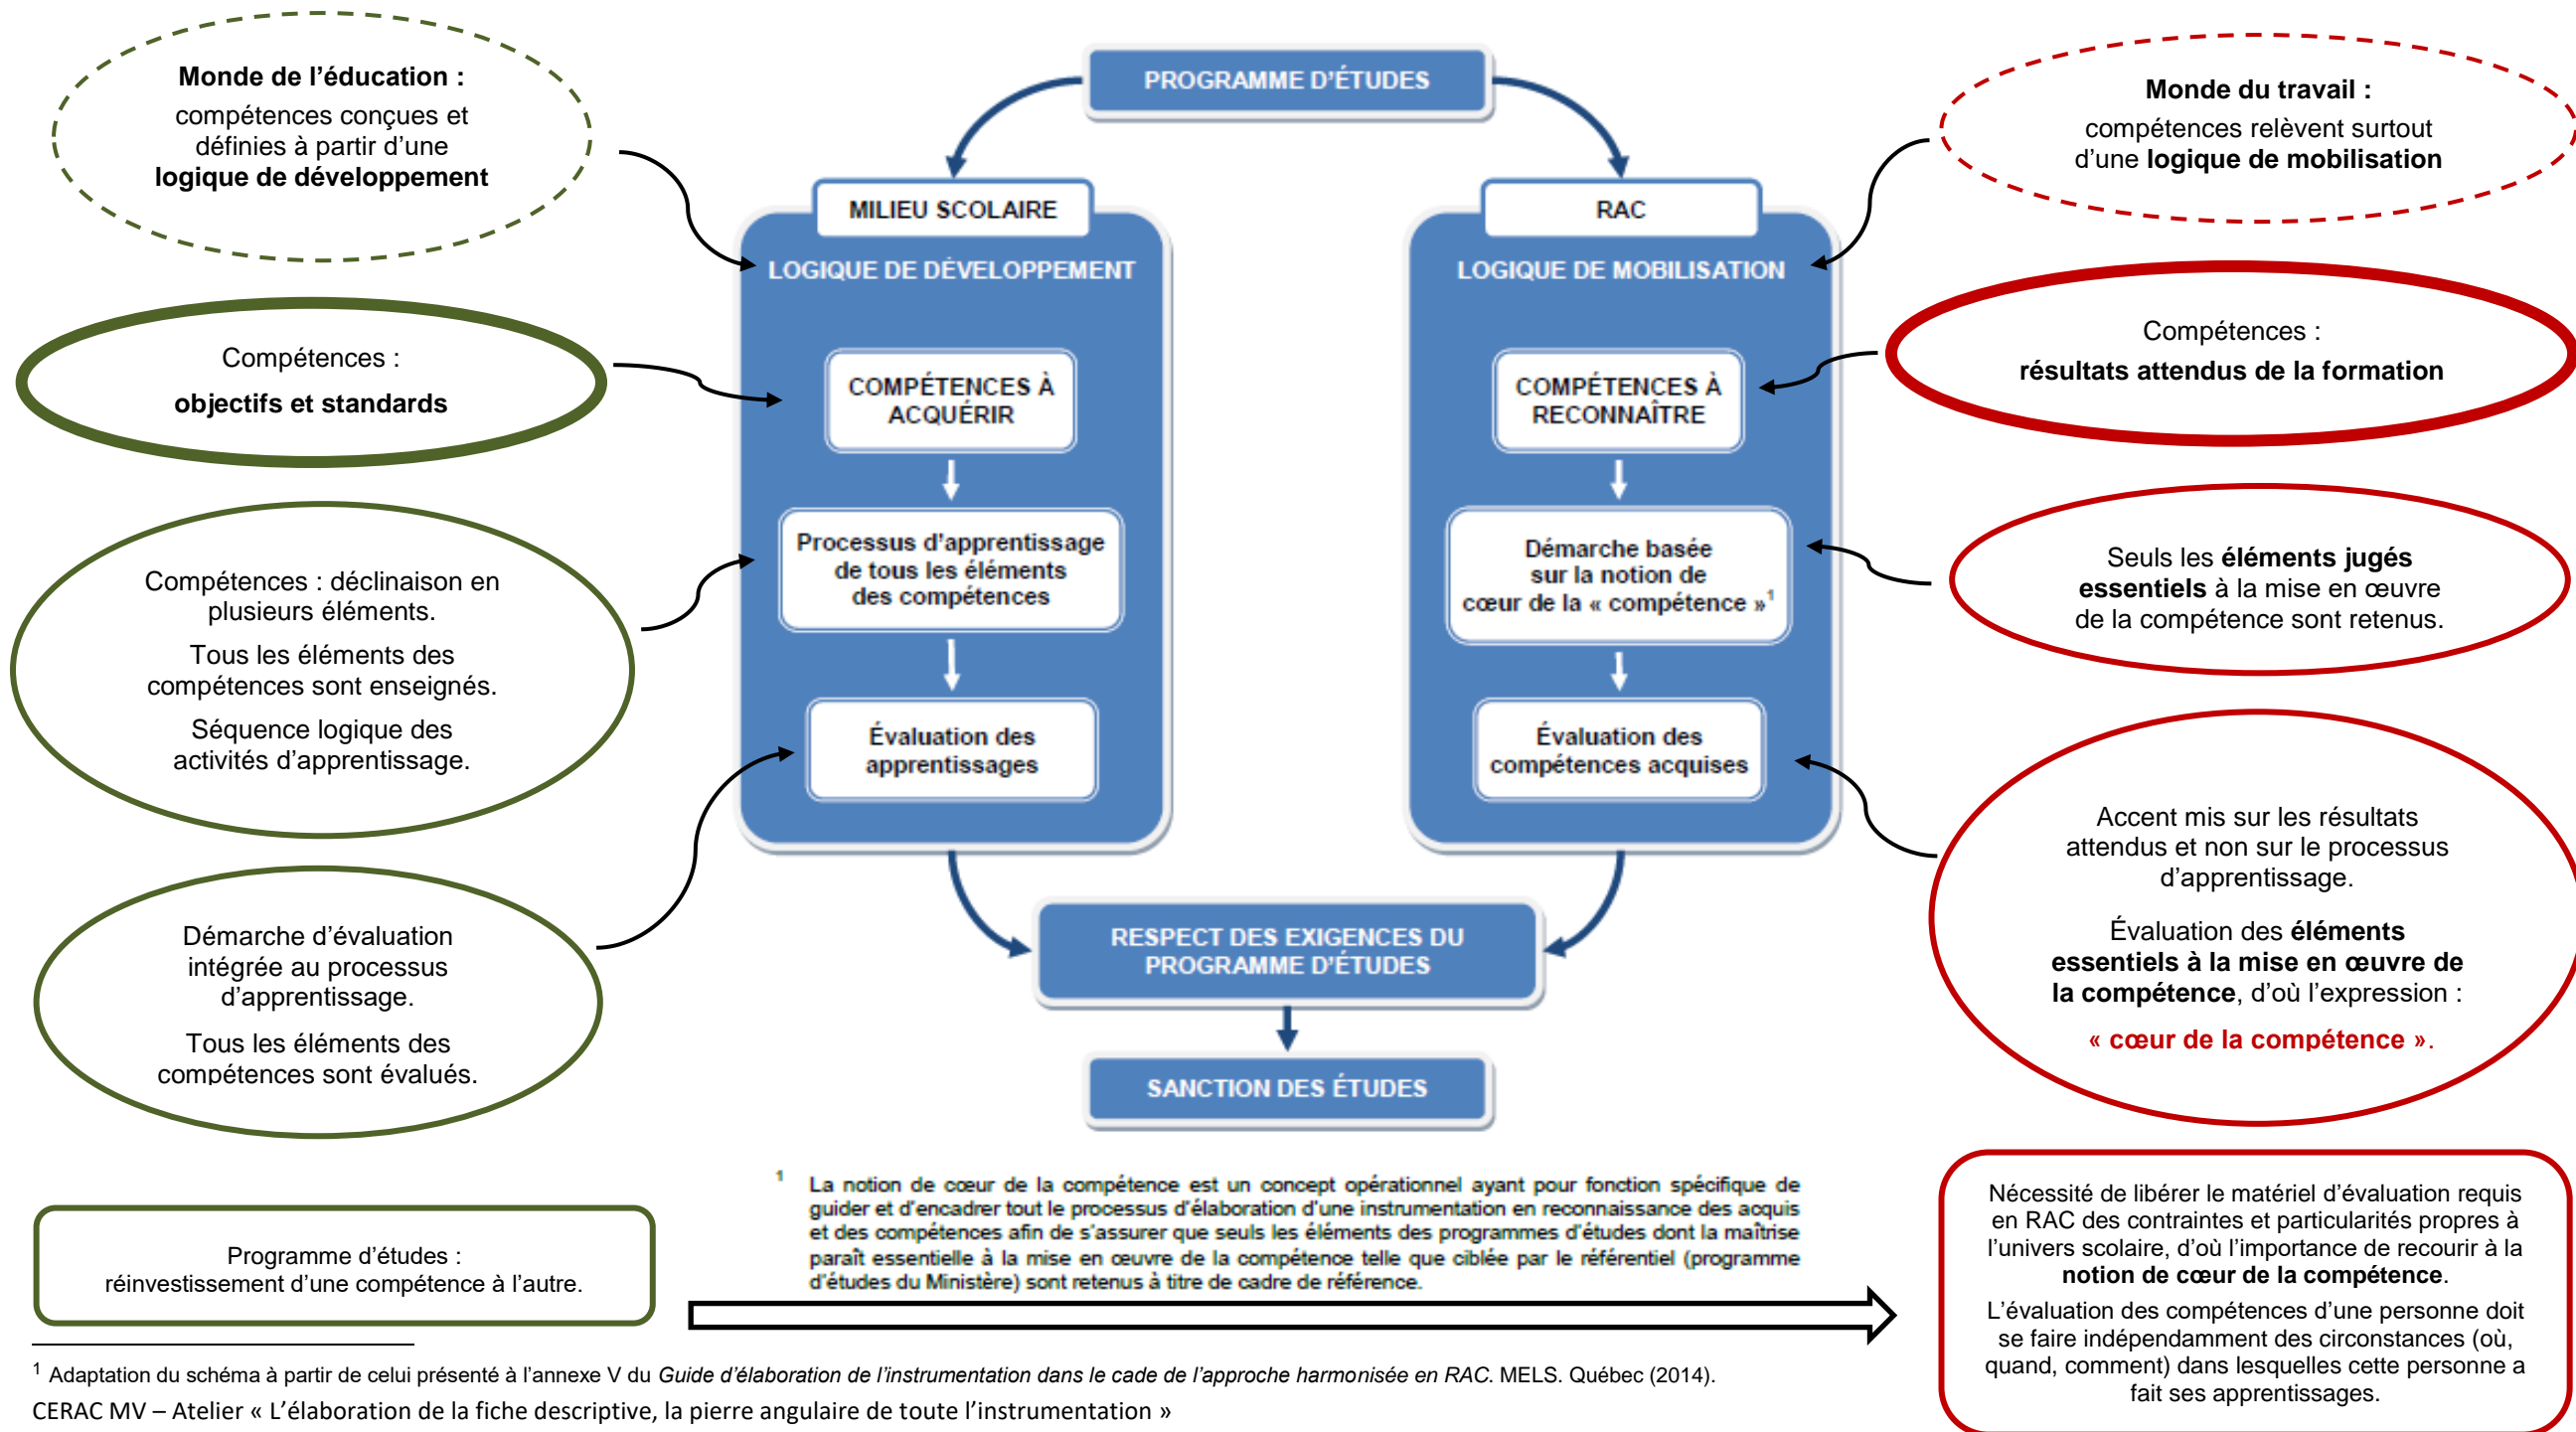 PROGRAMME D'ÉTUDES
Monde de l'éducation :
compétences conçues et
définies à partir d'une
logique de développement
Monde du travail :
compétences relèvent surtout
d'une logique de mobilisation
MILIEU SCOLAIRE
LOGIQUE DE DÉVELOPPEMENT
RAC
LOGIQUE DE MOBILISATION
Compétences :
objectifs et standards
COMPÉTENCES À
ACQUÉRIR
COMPÉTENCES À
RECONNAÎTRE
Compétences :
résultats attendus de la formation
Compétences : déclinaison en
plusieurs éléments.
Tous les éléments des
compétences sont enseignés.
Séquence logique des
activités d'apprentissage.
Processus d'apprentissage
de tous les éléments
des compétences
Démarche basée
sur la notion de
cœur de la « compétence »1
Seuls les éléments jugés
essentiels à la mise en œuvre
de la compétence sont retenus.
Évaluation des
apprentissages
Évaluation des
compétences acquises
Démarche d'évaluation
intégrée au processus
d'apprentissage.
Tous les éléments des
compétences sont évalués.
Accent mis sur les résultats
attendus et non sur le processus
d'apprentissage.
Évaluation des éléments
essentiels à la mise en œuvre de
la compétence, d'où l'expression :
« cœur de la compétence ».
RESPECT DES EXIGENCES DU
PROGRAMME D'ÉTUDES
SANCTION DES ÉTUDES
1 La notion de cœur de la compétence est un concept opérationnel ayant pour fonction spécifique de
guider et d'encadrer tout le processus d'élaboration d'une instrumentation en reconnaissance des acquis
et des compétences afin de s'assurer que seuls les éléments des programmes d'études dont la maîtrise
paraît essentielle à la mise en œuvre de la compétence telle que ciblée par le référentiel (programme
d'études du Ministère) sont retenus à titre de cadre de référence.
Programme d'études :
réinvestissement d'une compétence à l'autre.
Nécessité de libérer le matériel d'évaluation requis
en RAC des contraintes et particularités propres à
l'univers scolaire, d'où l'importance de recourir à la
notion de cœur de la compétence.
L'évaluation des compétences d'une personne doit
se faire indépendamment des circonstances (où,
quand, comment) dans lesquelles cette personne a
fait ses apprentissages.
1 Adaptation du schéma à partir de celui présenté à l'annexe V du Guide d'élaboration de l'instrumentation dans le cade de l'approche harmonisée en RAC. MELS. Québec (2014).
CERAC MV – Atelier « L'élaboration de la fiche descriptive, la pierre angulaire de toute l'instrumentation »